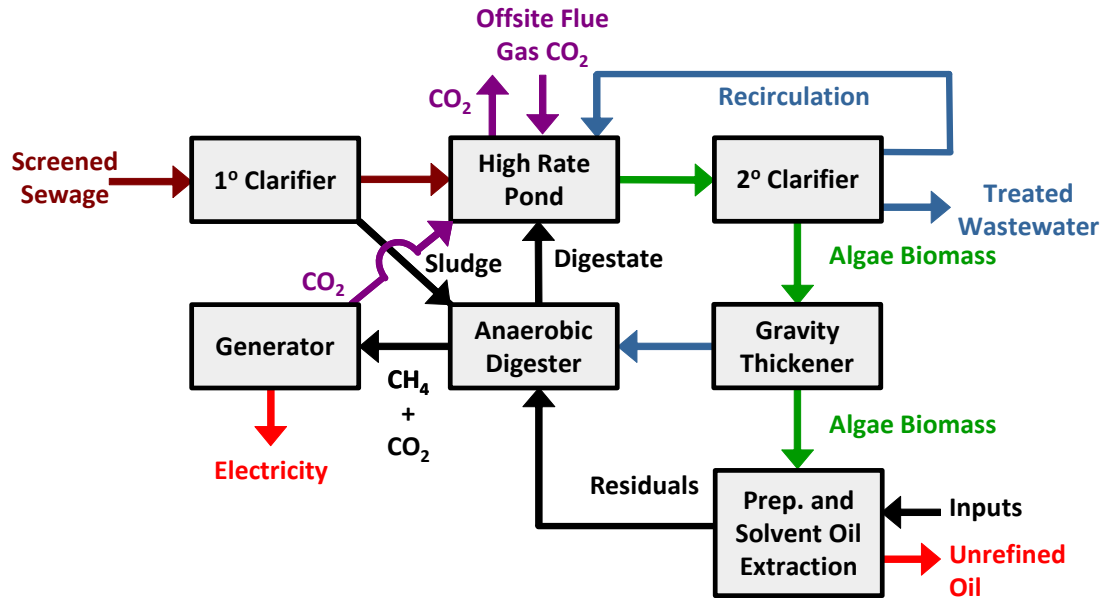 Offsite Flue
Gas CO₂
CO₂
Recirculation
Screened
Sewage
1° Clarifier
High Rate
Pond
2° Clarifier
Treated
Wastewater
CO₂
Sludge
Digestate
Algae Biomass
Generator
Anaerobic
Digester
Gravity
Thickener
CH₄
+
CO₂
Electricity
Algae Biomass
Residuals
Prep. and
Solvent Oil
Extraction
Inputs
Unrefined
Oil